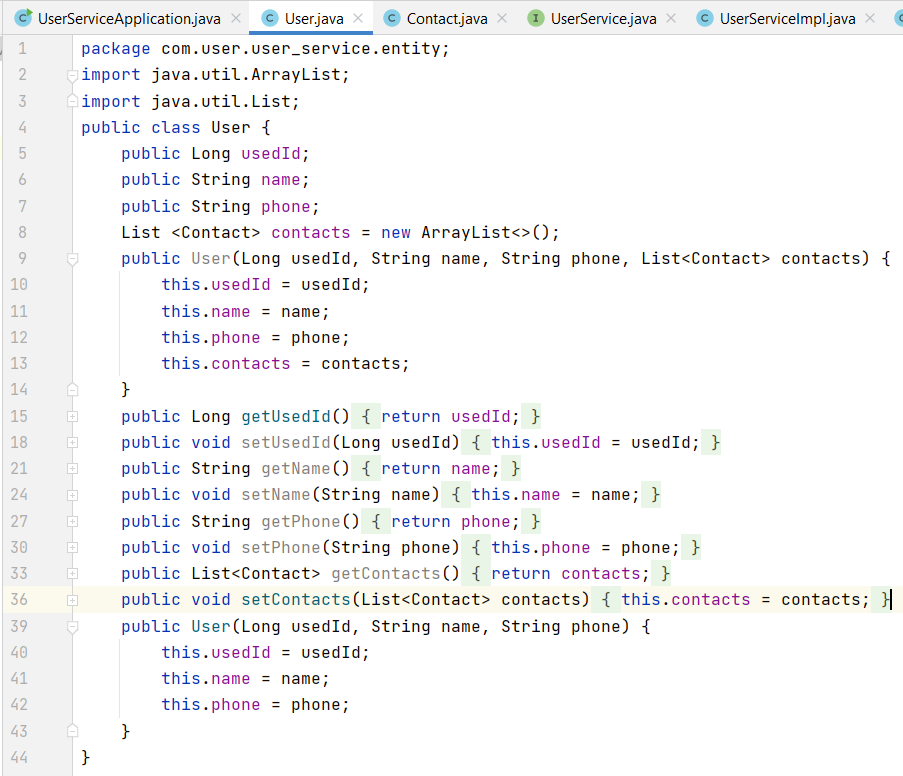 UserServiceApplication.java User.java Contact.java UserService.java UserServiceImpl.java
1 package com.user.user_service.entity;
2 import java.util.ArrayList;
3 import java.util.List;
4 public class User {
5 public Long usedId;
6 public String name;
7 public String phone;
8 List <Contact> contacts = new ArrayList<>();
9 public User(Long usedId, String name, String phone, List<Contact> contacts) {
10 this.usedId = usedId;
11 this.name = name;
12 this.phone = phone;
13 this.contacts = contacts;
14 }
15 public Long getUsedId() { return usedId; }
18 public void setUsedId(Long usedId) { this.usedId = usedId; }
21 public String getName() { return name; }
24 public void setName(String name) { this.name = name; }
27 public String getPhone() { return phone; }
30 public void setPhone(String phone) { this.phone = phone; }
33 public List<Contact> getContacts() { return contacts; }
36 public void setContacts(List<Contact> contacts) { this.contacts = contacts; }
39 public User(Long usedId, String name, String phone) {
40 this.usedId = usedId;
41 this.name = name;
42 this.phone = phone;
43 }
44 }